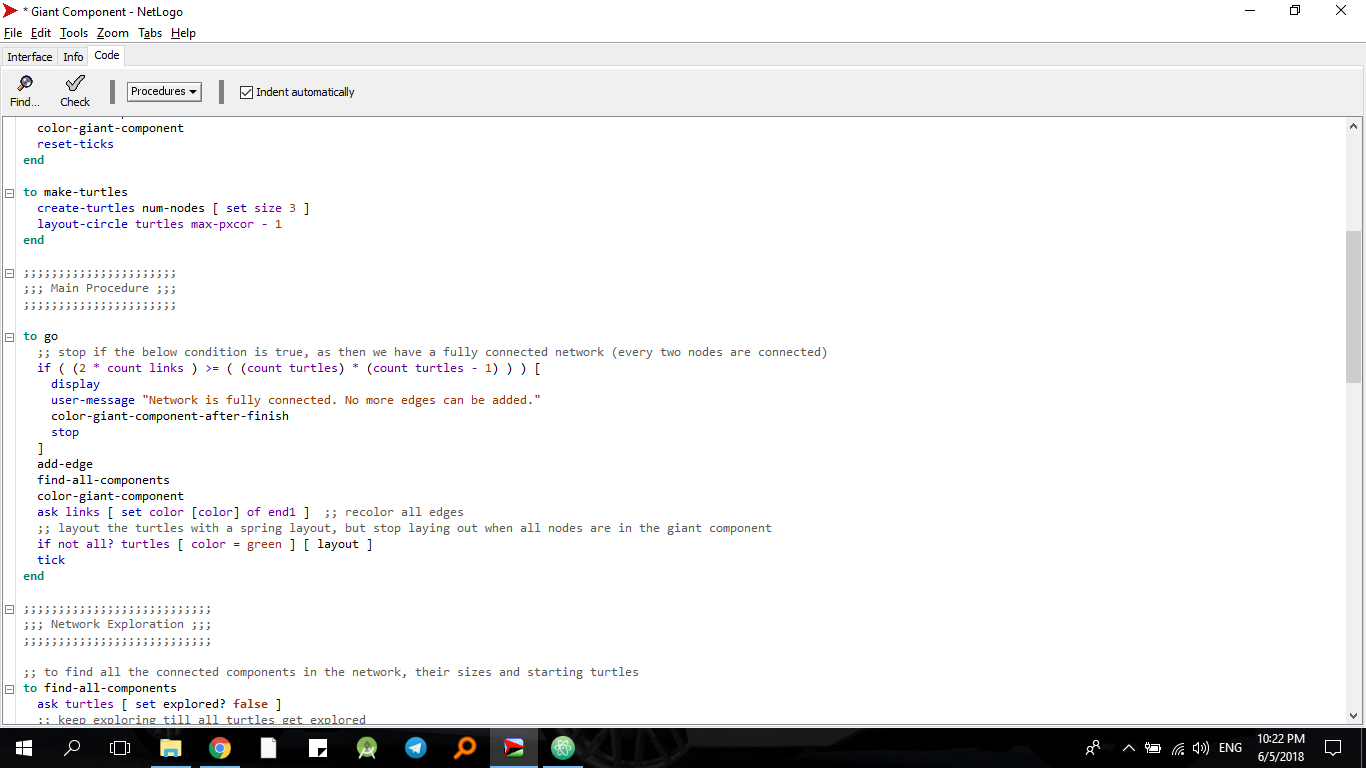 * Giant Component - NetLogo
File Edit Tools Zoom Tabs Help
Interface Info Code
Find... Check Procedures Indent automatically
color-giant-component
reset-ticks
end
to make-turtles
create-turtles num-nodes [ set size 3 ]
layout-circle turtles max-pxcor - 1
end
;;;;;;;;;;;;;;;;;;;;;;
;;; Main Procedure ;;;
;;;;;;;;;;;;;;;;;;;;;;
to go
;; stop if the below condition is true, as then we have a fully connected network (every two nodes are connected)
if ( (2 * count links ) >= ( (count turtles) * (count turtles - 1) ) ) [
display
user-message "Network is fully connected. No more edges can be added."
color-giant-component-after-finish
stop
]
add-edge
find-all-components
color-giant-component
ask links [ set color [color] of end1 ]  ;; recolor all edges
;; layout the turtles with a spring layout, but stop laying out when all nodes are in the giant component
if not all? turtles [ color = green ] [ layout ]
tick
end
;;;;;;;;;;;;;;;;;;;;;;;;;;;
;;; Network Exploration ;;;
;;;;;;;;;;;;;;;;;;;;;;;;;;;
;; to find all the connected components in the network, their sizes and starting turtles
to find-all-components
ask turtles [ set explored? false ]
;; keep exploring till all turtles get explored
ENG
10:22 PM
6/5/2018